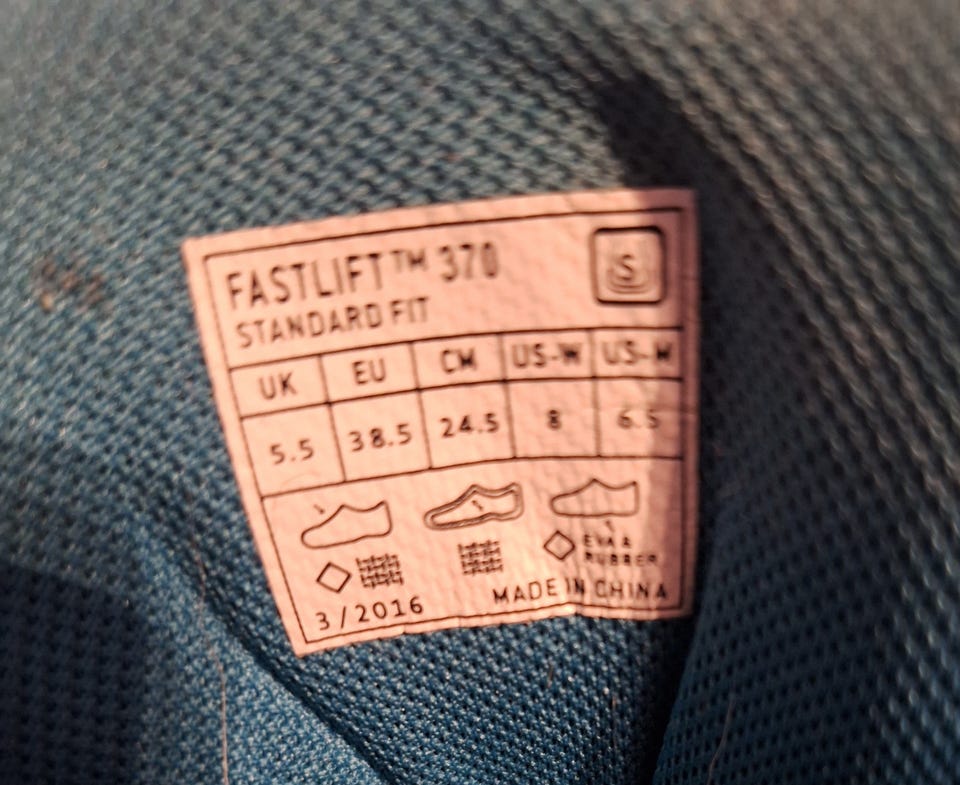 FASTLIFT™ 370
S
STANDARD FIT
UK EU CM US-W US-M
5.5 38.5 24.5 8 6.5
EVA &
RUBBER
3/2016 MADE IN CHINA